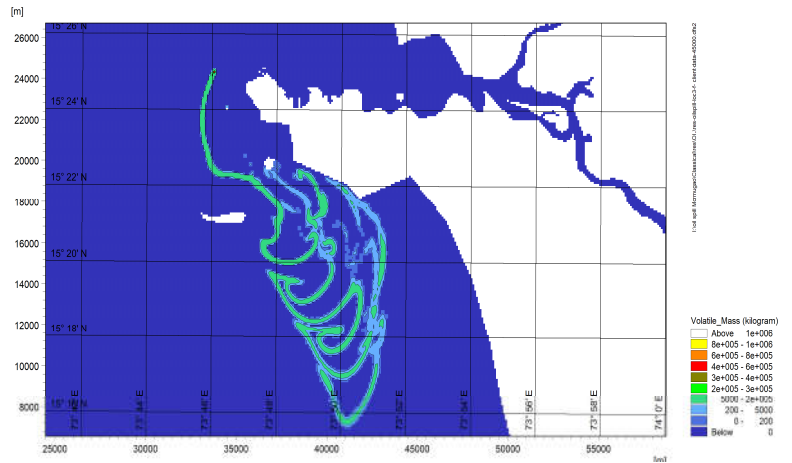 [m]
26000
24000
22000
20000
18000
16000
14000
12000
10000
8000
15°26' N
15°24' N
15°22' N
15°20' N
15°18' N
73°44' E
73°46' E
73°48' E
73°50' E
73°52' E
73°54' E
73°56' E
73°58' E
74°0' E
25000 30000 35000 40000 45000 50000 55000
[m]
Volatile_Mass (kilogram)
Above 1e+006
8e+005 - 1e+006
6e+005 - 8e+005
4e+005 - 6e+005
3e+005 - 4e+005
2e+005 - 3e+005
5000 - 2e+005
200 - 5000
0 - 200
Below 0